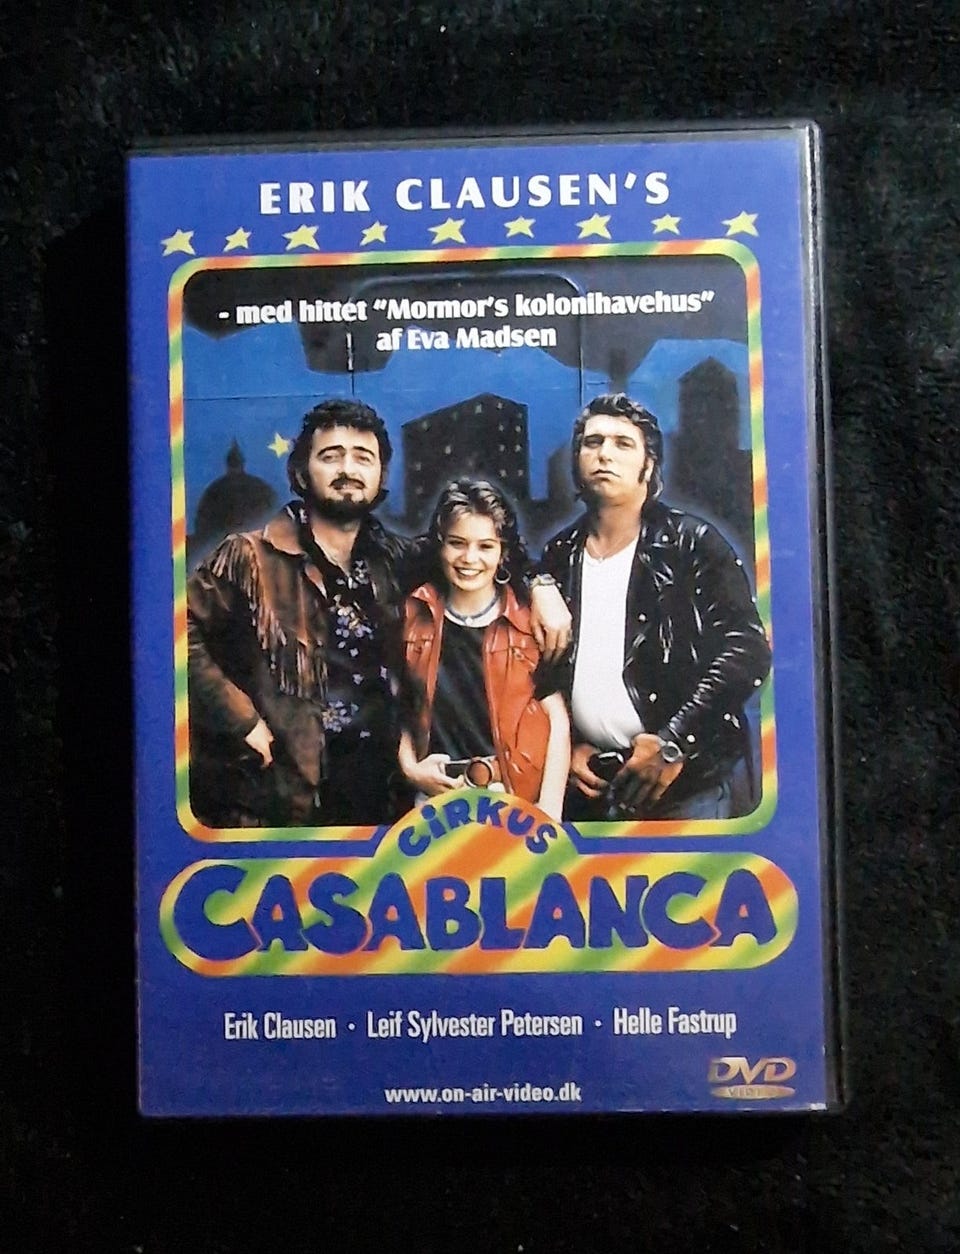 ERIK CLAUSEN'S
- med hittet "Mormor's kolonihavehus"
af Eva Madsen
CiRKUS
CASABLANCA
Erik Clausen · Leif Sylvester Petersen · Helle Fastrup
DVD
VIDEO
www.on-air-video.dk